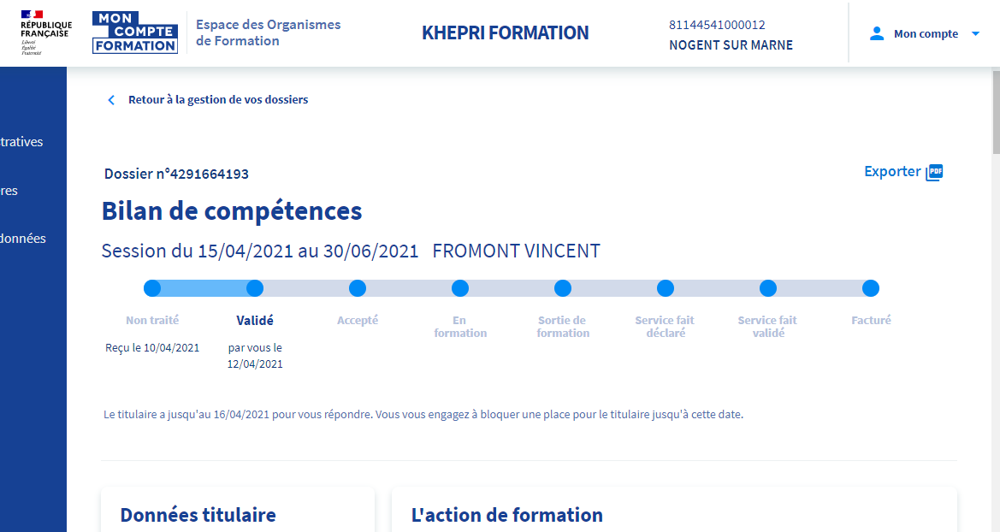 RÉPUBLIQUE
FRANÇAISE
Liberté
Égalité
Fraternité
MON
COMPTE
FORMATION
Espace des Organismes
de Formation
KHEPRI FORMATION
81144541000012
NOGENT SUR MARNE
Mon compte
tratives
res
données
Retour à la gestion de vos dossiers
Dossier n°4291664193
Exporter PDF
Bilan de compétences
Session du 15/04/2021 au 30/06/2021 FROMONT VINCENT
Non traité
Reçu le 10/04/2021
Validé
par vous le
12/04/2021
Accepté
En
formation
Sortie de
formation
Service fait
déclaré
Service fait
validé
Facturé
Le titulaire a jusqu'au 16/04/2021 pour vous répondre. Vous vous engagez à bloquer une place pour le titulaire jusqu'à cette date.
Données titulaire
L'action de formation